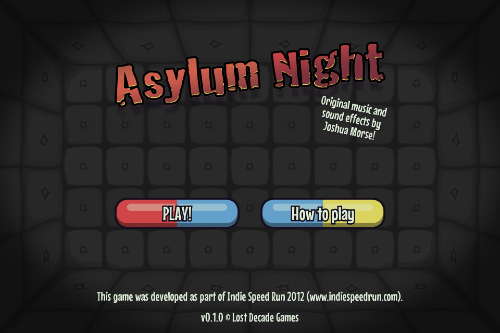 Asylum Night
Original music and
sound effects by
Joshua Morse!
PLAY!
How to play
This game was developed as part of Indie Speed Run 2012 (www.indiespeedrun.com).
v0.1.0 © Lost Decade Games